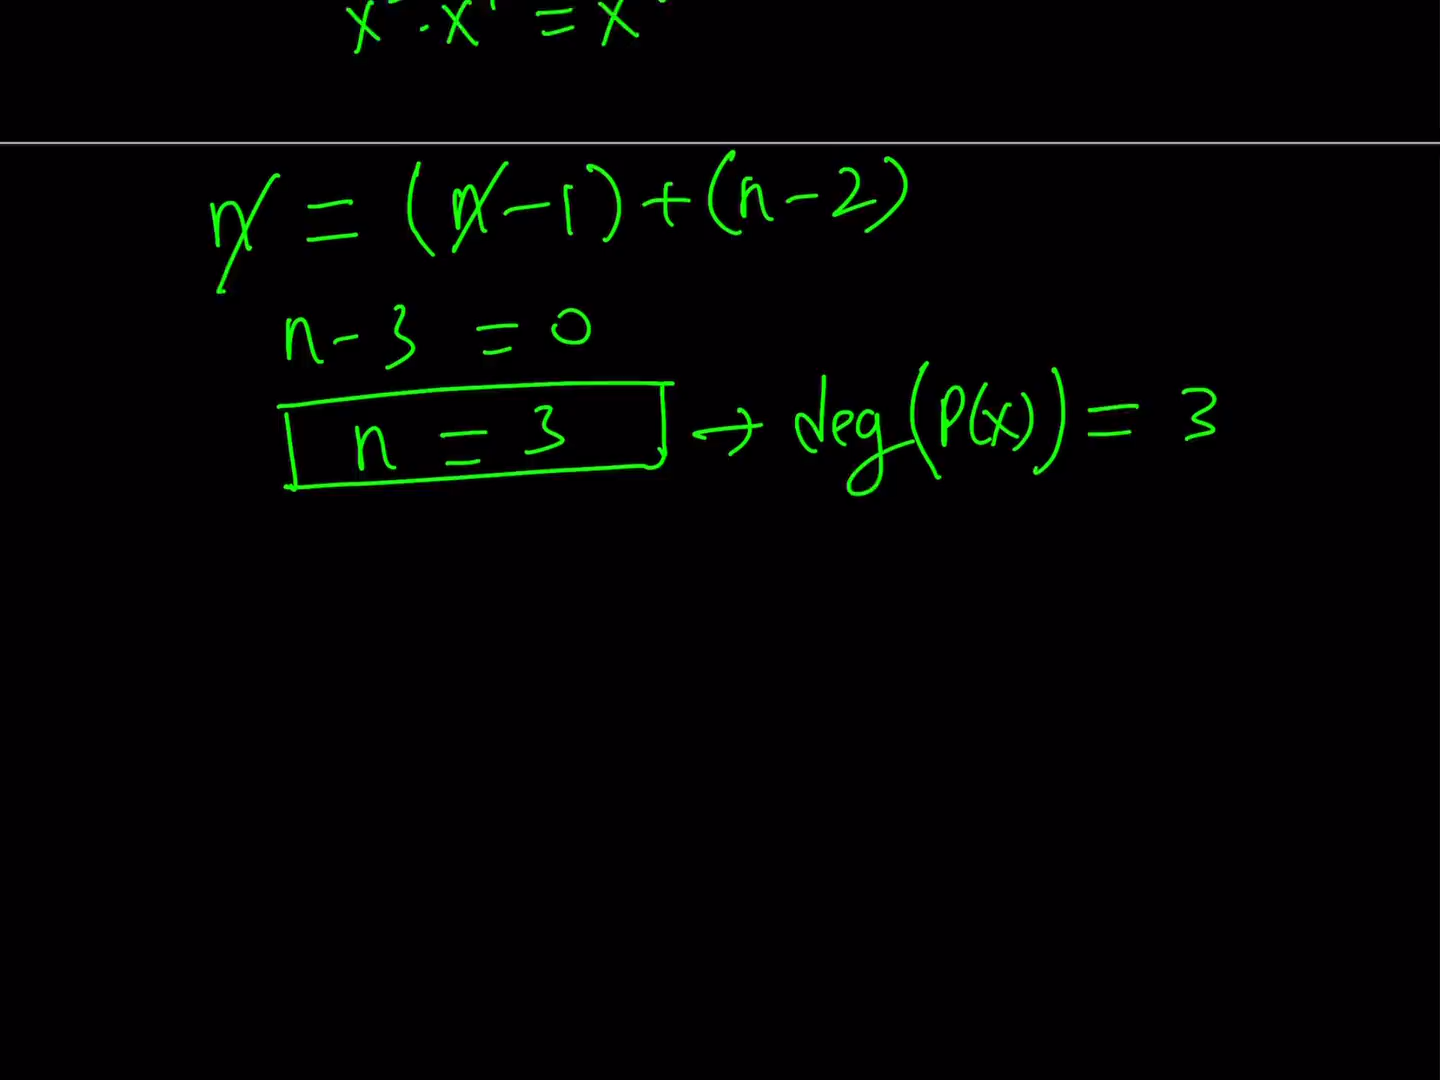 x · x = x
n = (n-1)+(n-2)
n-3 = 0
n = 3 → deg(P(x)) = 3